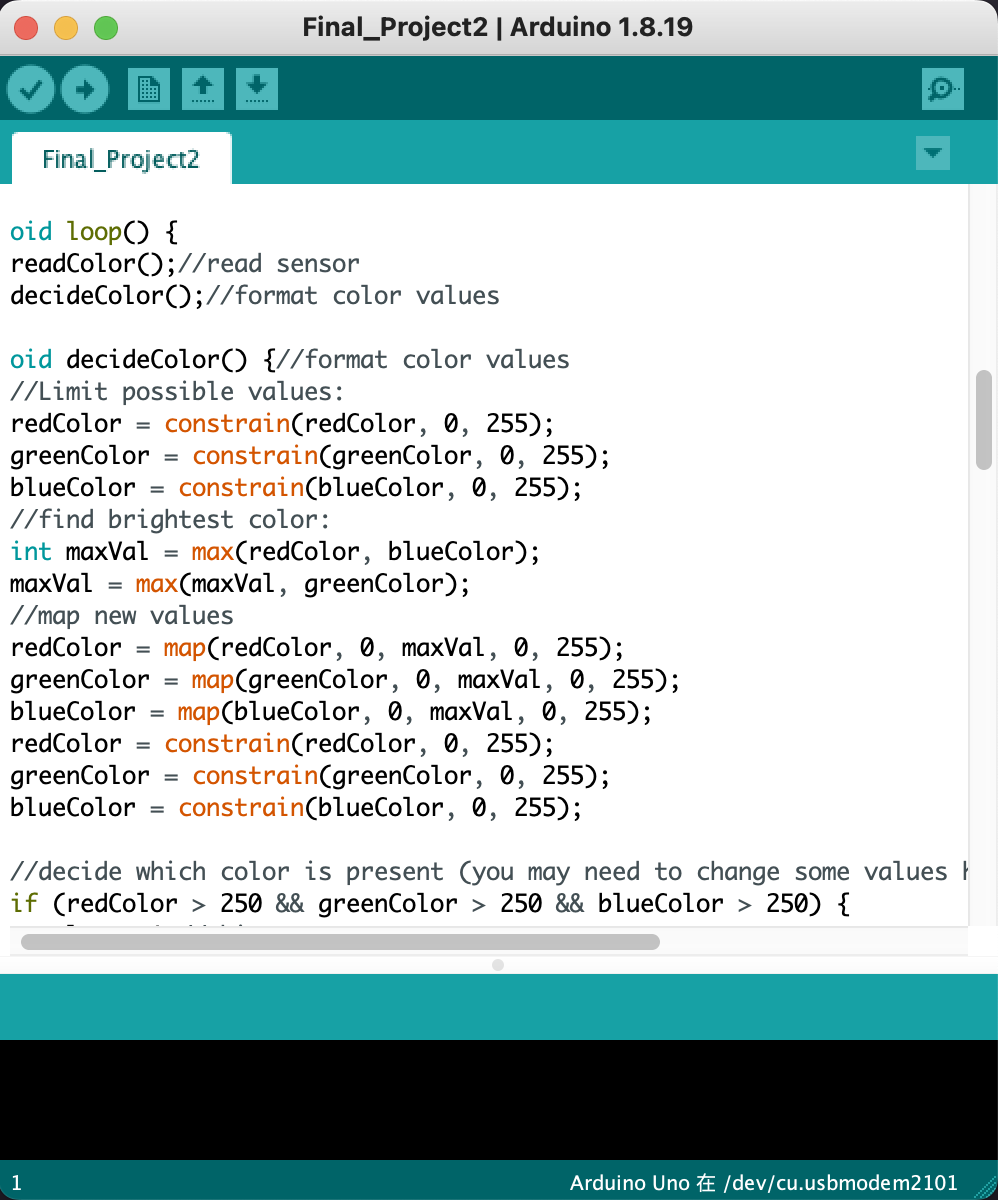 Final_Project2 | Arduino 1.8.19
Final_Project2
oid loop() {
readColor();//read sensor
decideColor();//format color values
oid decideColor() {//format color values
//Limit possible values:
redColor = constrain(redColor, 0, 255);
greenColor = constrain(greenColor, 0, 255);
blueColor = constrain(blueColor, 0, 255);
//find brightest color:
int maxVal = max(redColor, blueColor);
maxVal = max(maxVal, greenColor);
//map new values
redColor = map(redColor, 0, maxVal, 0, 255);
greenColor = map(greenColor, 0, maxVal, 0, 255);
blueColor = map(blueColor, 0, maxVal, 0, 255);
redColor = constrain(redColor, 0, 255);
greenColor = constrain(greenColor, 0, 255);
blueColor = constrain(blueColor, 0, 255);
//decide which color is present (you may need to change some values
if (redColor > 250 && greenColor > 250 && blueColor > 250) {
1
Arduino Uno 在 /dev/cu.usbmodem2101